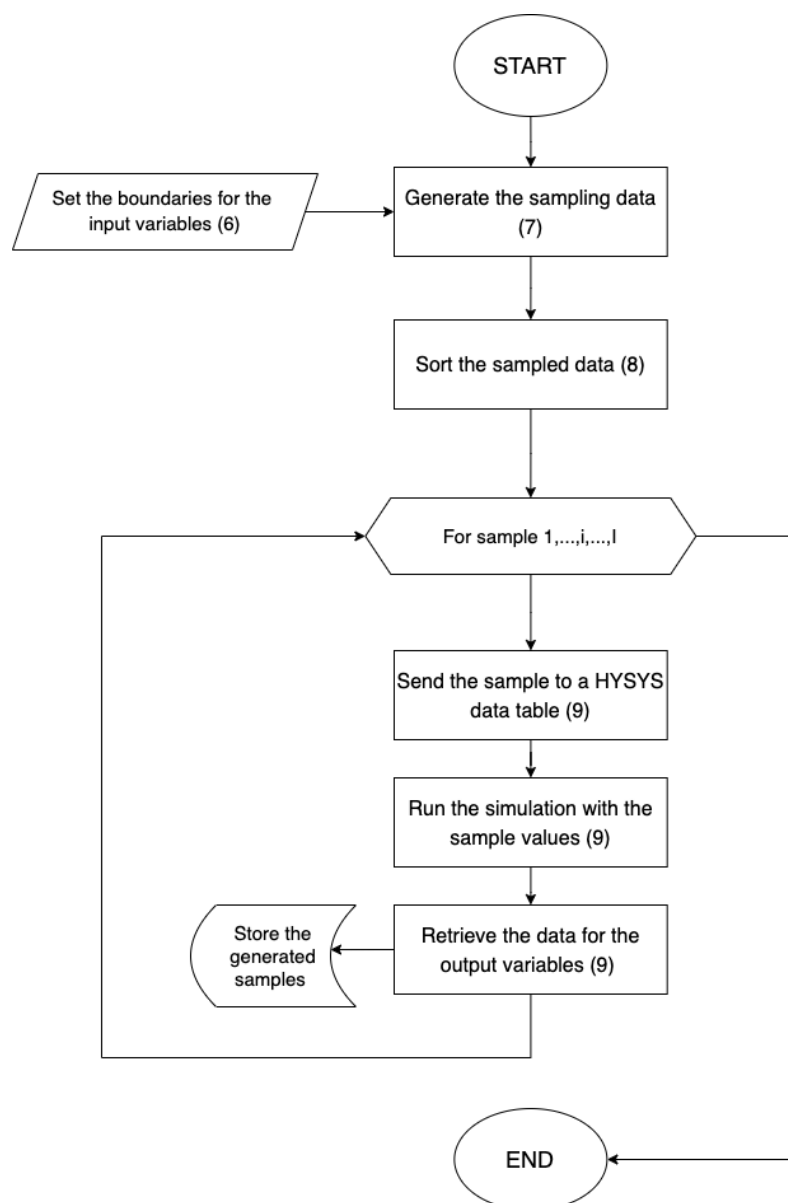 START
Set the boundaries for the
input variables (6)
Generate the sampling data
(7)
Sort the sampled data (8)
For sample 1,...,i,...,I
Send the sample to a HYSYS
data table (9)
Run the simulation with the
sample values (9)
Retrieve the data for the
output variables (9)
Store the
generated
samples
END